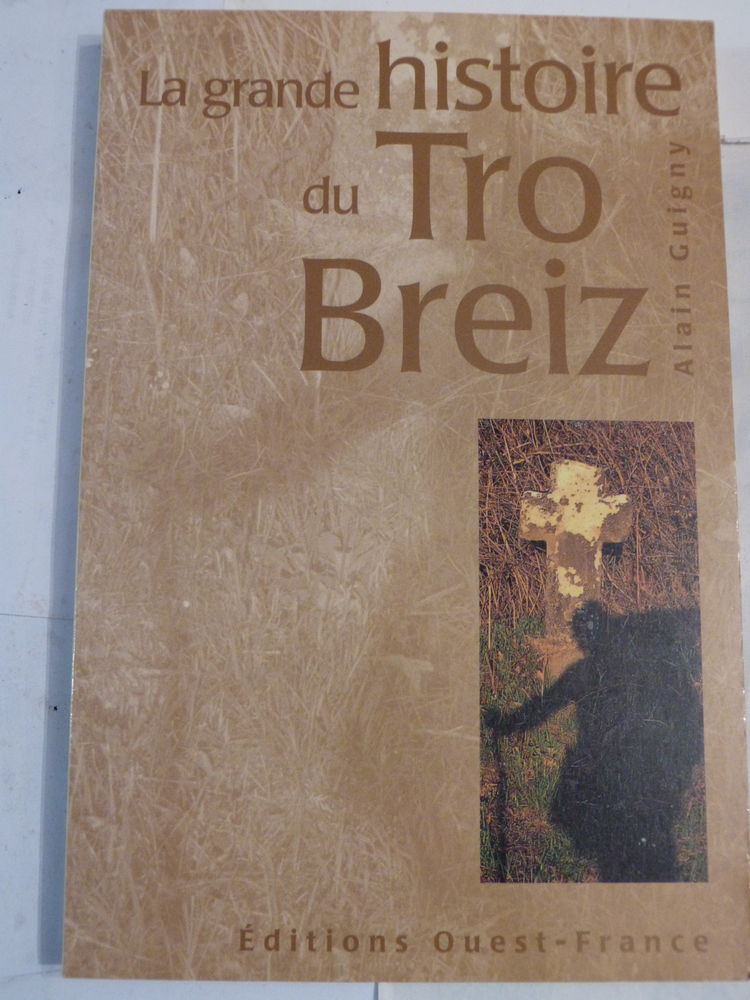 La grande histoire
du Tro
Breiz
Alain Guigny
Éditions Ouest-France